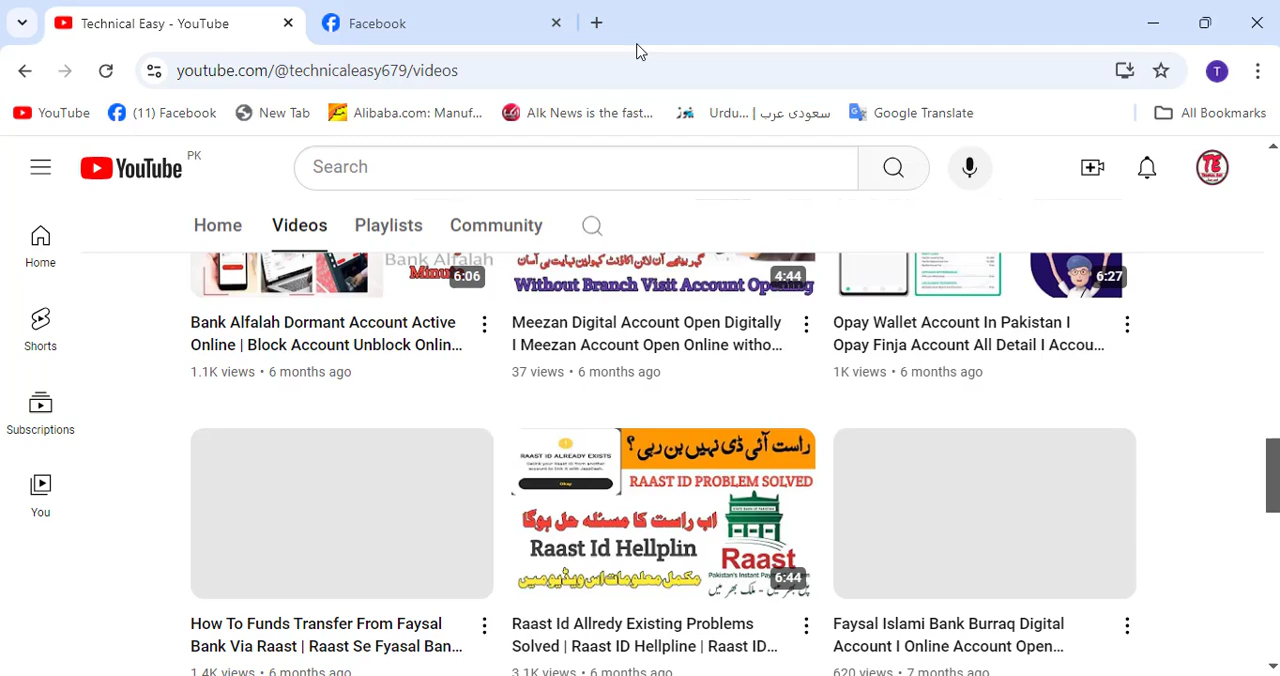 Technical Easy - YouTube
Facebook
youtube.com/@technicaleasy679/videos
T
YouTube
(11) Facebook
New Tab
Alibaba.com: Manuf...
Alk News is the fast...
سعودی عرب | Urdu...
Google Translate
All Bookmarks
YouTube PK
Search
TE
Home
Videos
Playlists
Community
Home
Shorts
Subscriptions
You
Bank Alfalah
6:06
گھر بیٹھے آن لائن اکاؤنٹ کھولیں نہایت ہی آسان
Without Branch Visit Account Opening
4:44
6:27
Bank Alfalah Dormant Account Active
Online | Block Account Unblock Onlin...
1.1K views • 6 months ago
Meezan Digital Account Open Digitally
I Meezan Account Open Online witho...
37 views • 6 months ago
Opay Wallet Account In Pakistan I
Opay Finja Account All Detail I Accou...
1K views • 6 months ago
راست آئی ڈی نہیں بن رہی ؟
RAAST ID ALREADY EXISTS
Okay
RAAST ID PROBLEM SOLVED
اب راست کا مسئلہ حل ہوگا
Raast Id Hellplin
Raast
مکمل معلومات اس ویڈیو میں
6:44
How To Funds Transfer From Faysal
Bank Via Raast | Raast Se Fyasal Ban...
1.4K views • 6 months ago
Raast Id Allredy Existing Problems
Solved | Raast ID Hellpline | Raast ID...
3.1K views • 6 months ago
Faysal Islami Bank Burraq Digital
Account I Online Account Open...
620 views • 7 months ago